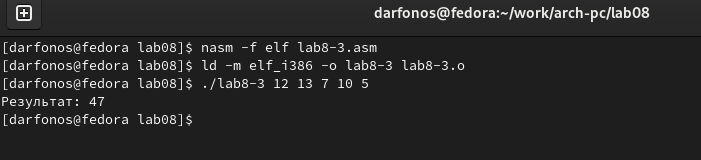 darfonos@fedora:~/work/arch-pc/lab08
[darfonos@fedora lab08]$ nasm -f elf lab8-3.asm
[darfonos@fedora lab08]$ ld -m elf_i386 -o lab8-3 lab8-3.o
[darfonos@fedora lab08]$ ./lab8-3 12 13 7 10 5
Результат: 47
[darfonos@fedora lab08]$